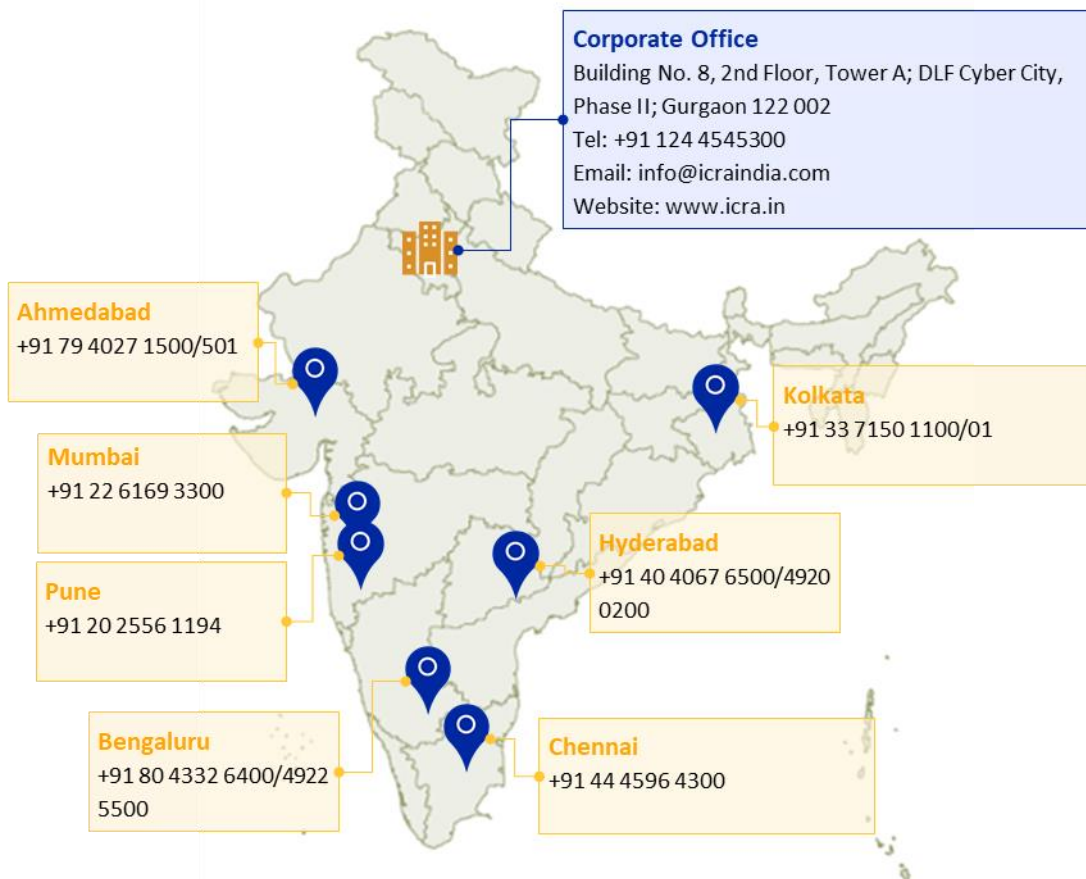 Corporate Office
Building No. 8, 2nd Floor, Tower A; DLF Cyber City,
Phase II; Gurgaon 122 002
Tel: +91 124 4545300
Email: info@icraindia.com
Website: www.icra.in
Ahmedabad
+91 79 4027 1500/501
Kolkata
+91 33 7150 1100/01
Mumbai
+91 22 6169 3300
Hyderabad
+91 40 4067 6500/4920
0200
Pune
+91 20 2556 1194
Bengaluru
+91 80 4332 6400/4922
5500
Chennai
+91 44 4596 4300